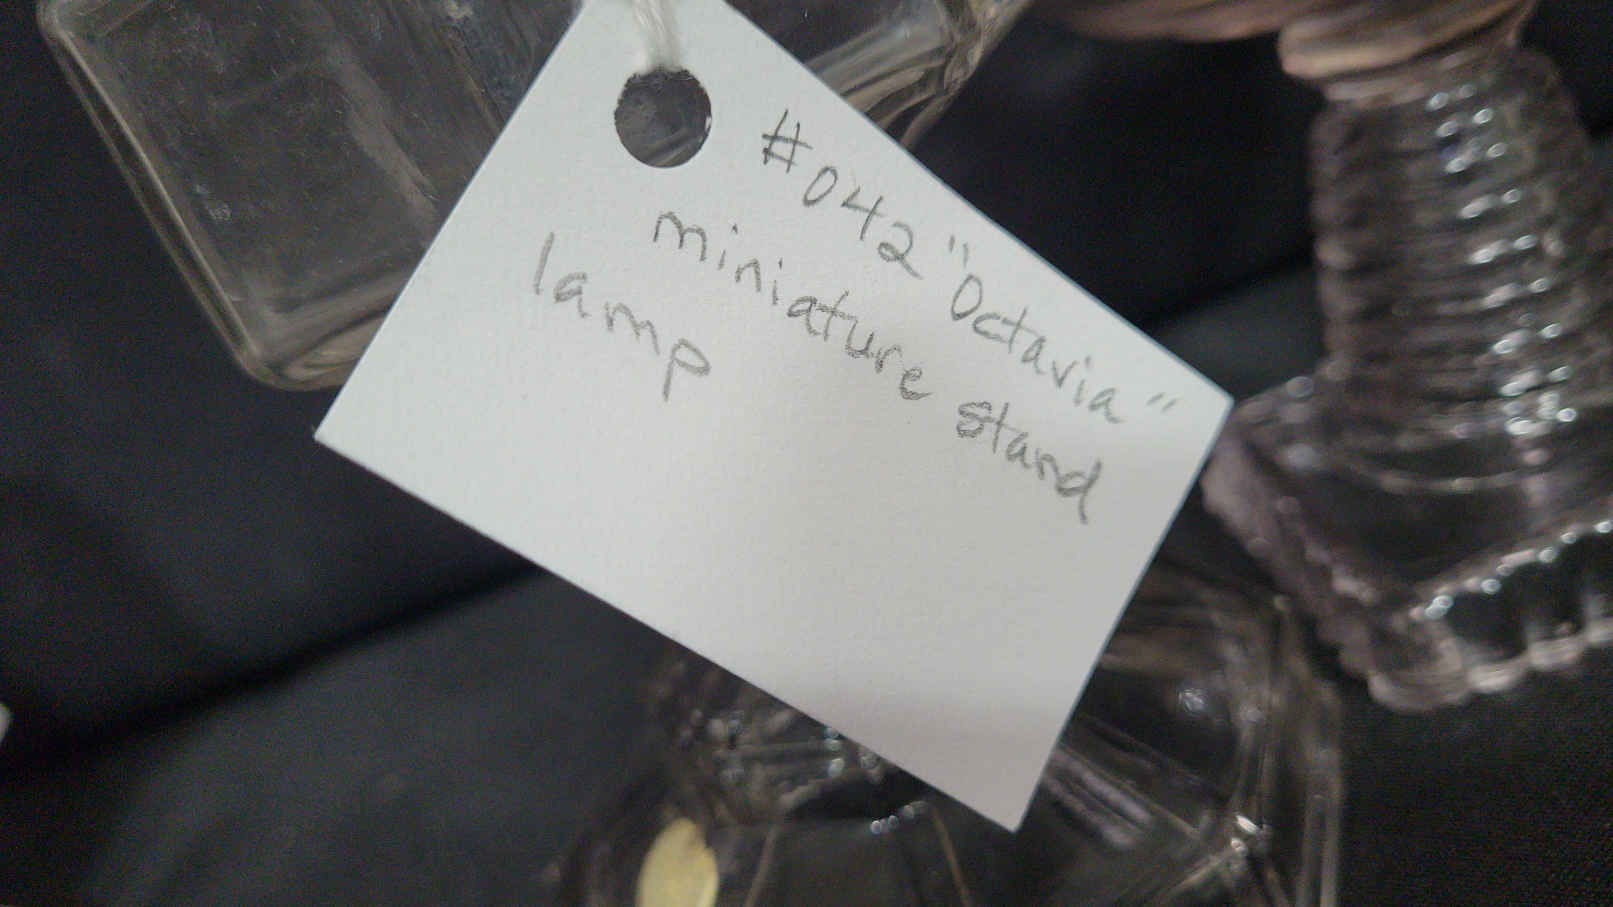 #042 "Octavia"
miniature stand
lamp